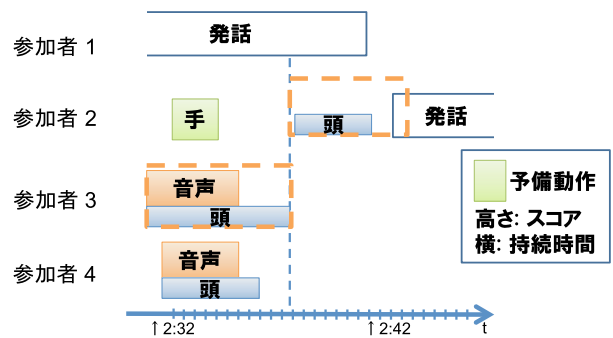 参加者 1
発話
参加者 2
手
頭
発話
参加者 3
音声
頭
参加者 4
音声
頭
予備動作
高さ: スコア
横: 持続時間
↑2:32
↑2:42
t